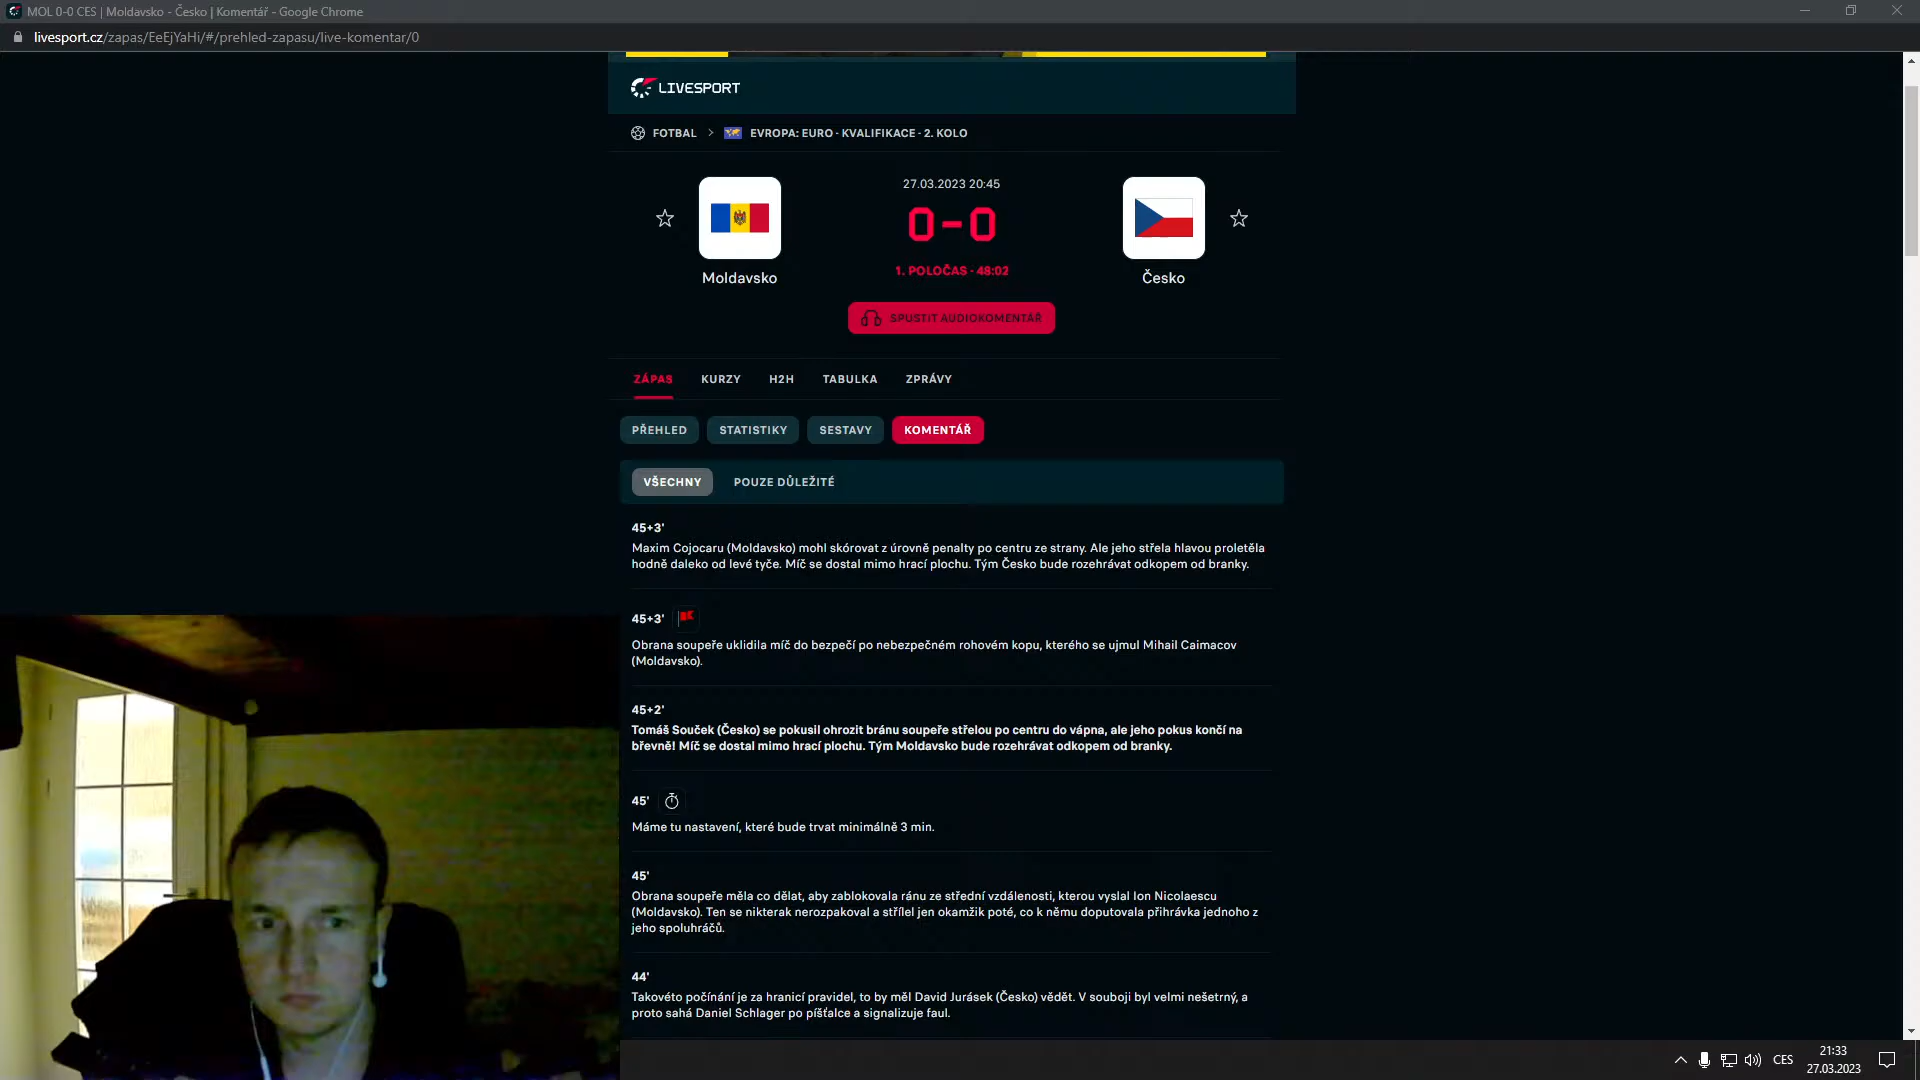 MOL 0-0 CES | Moldavsko - Česko | Komentář - Google Chrome
livesport.cz/zapas/EeEjYaHi/#/prehled-zapasu/live-komentar/0
LIVESPORT
FOTBAL > EVROPA: EURO - KVALIFIKACE - 2. KOLO
27.03.2023 20:45
0-0
1. POLOČAS - 48:02
Moldavsko
Česko
SPUSTIT AUDIOKOMENTÁŘ
ZÁPAS KURZY H2H TABULKA ZPRÁVY
PŘEHLED STATISTIKY SESTAVY KOMENTÁŘ
VŠECHNY POUZE DŮLEŽITÉ
45+3'
Maxim Cojocaru (Moldavsko) mohl skórovat z úrovně penalty po centru ze strany. Ale jeho střela hlavou proletěla
hodně daleko od levé tyče. Míč se dostal mimo hrací plochu. Tým Česko bude rozehrávat odkopem od branky.
45+3'
Obrana soupeře uklidila míč do bezpečí po nebezpečném rohovém kopu, kterého se ujmul Mihail Caimacov
(Moldavsko).
45+2'
Tomáš Souček (Česko) se pokusil ohrozit bránu soupeře střelou po centru do vápna, ale jeho pokus končí na
břevně! Míč se dostal mimo hrací plochu. Tým Moldavsko bude rozehrávat odkopem od branky.
45'
Máme tu nastavení, které bude trvat minimálně 3 min.
45'
Obrana soupeře měla co dělat, aby zablokovala ránu ze střední vzdálenosti, kterou vyslal Ion Nicolaescu
(Moldavsko). Ten se nikterak nerozpakoval a střílel jen okamžik poté, co k němu doputovala přihrávka jednoho z
jeho spoluhráčů.
44'
Takovéto počínání je za hranicí pravidel, to by měl David Jurásek (Česko) vědět. V souboji byl velmi nešetrný, a
proto sahá Daniel Schlager po píšťalce a signalizuje faul.
CES
21:33
27.03.2023